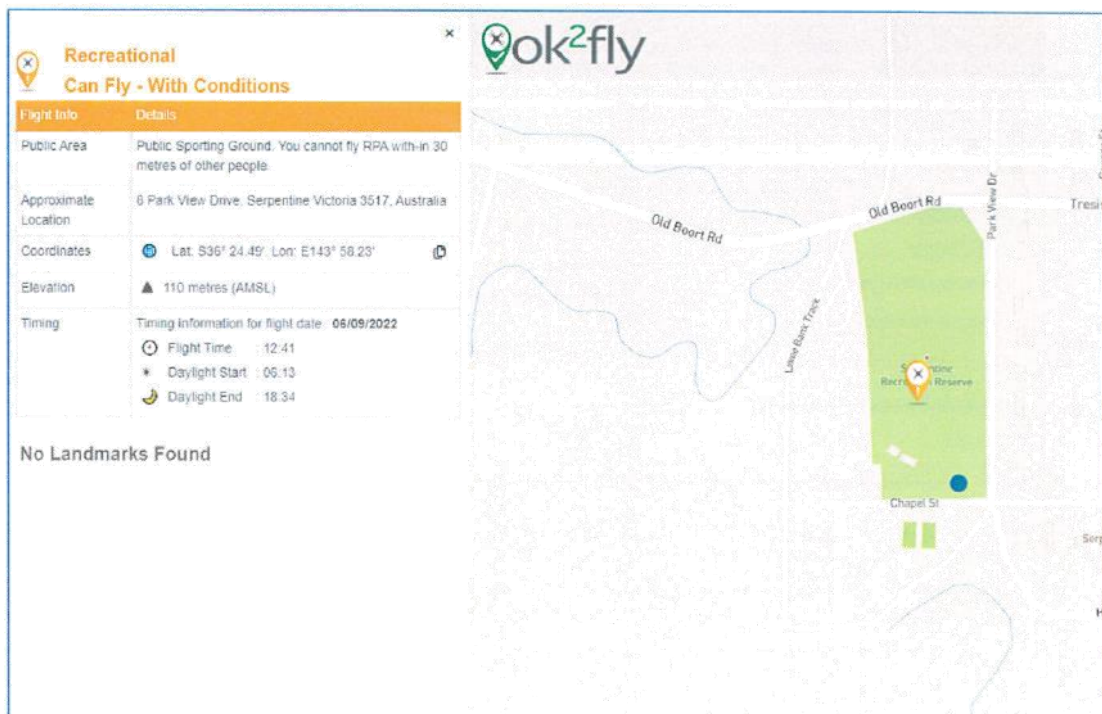 ×
Recreational
Can Fly - With Conditions
Flight Info Details
Public Area Public Sporting Ground. You cannot fly RPA with-in 30
metres of other people.
Approximate 6 Park View Drive, Serpentine Victoria 3517, Australia
Location
Coordinates Lat: S36° 24.49' Lon: E143° 58.23'
Elevation 110 metres (AMSL)
Timing Timing information for flight date : 06/09/2022
Flight Time : 12:41
Daylight Start : 06:13
Daylight End : 18:34
No Landmarks Found
ok2fly
Old Boort Rd
Old Boort Rd
Park View Dr
Tresi
Reserve
Chapel St
Serp
H